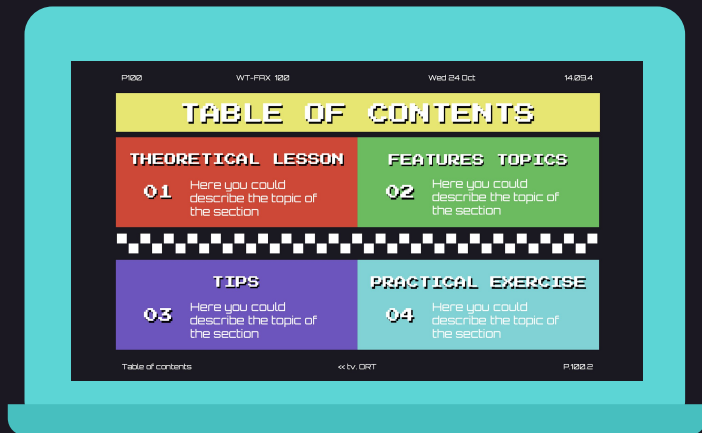 P100 WT-FRX 100 Wed 24 Oct 14.09.4
TABLE OF CONTENTS
THEORETICAL LESSON
01
Here you could
describe the topic of
the section
FEATURES TOPICS
02
Here you could
describe the topic of
the section
TIPS
03
Here you could
describe the topic of
the section
PRACTICAL EXERCISE
04
Here you could
describe the topic of
the section
Table of contents << tv. ORT P.100.2